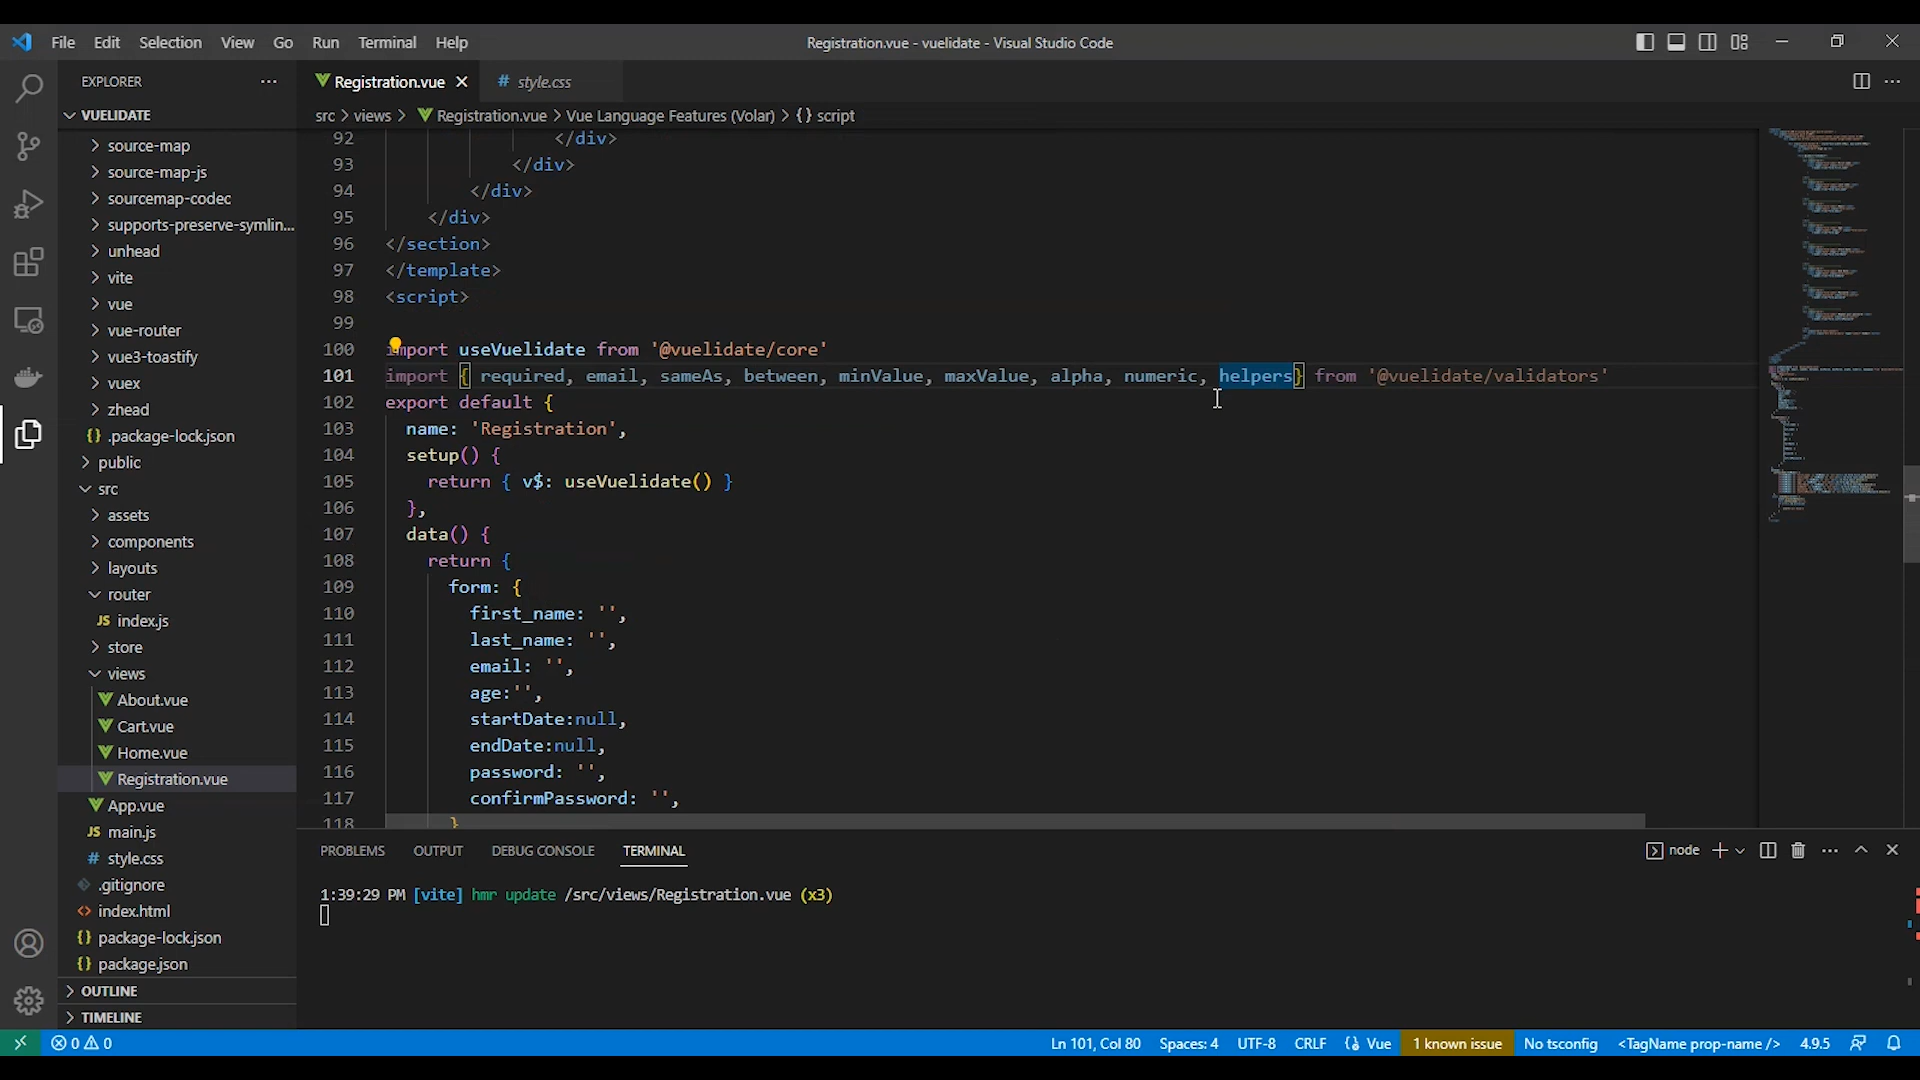 File Edit Selection View Go Run Terminal Help
Registration.vue - vuelidate - Visual Studio Code
EXPLORER
VUELIDATE
source-map
source-map-js
sourcemap-codec
supports-preserve-symlin...
unhead
vite
vue
vue-router
vue3-toastify
vuex
zhead
{} .package-lock.json
public
src
assets
components
layouts
router
JS index.js
store
views
About.vue
Cart.vue
Home.vue
Registration.vue
App.vue
JS main.js
# style.css
.gitignore
<> index.html
{} package-lock.json
{} package.json
OUTLINE
TIMELINE
Registration.vue # style.css
src > views > Registration.vue > Vue Language Features (Volar) > {} script
92 </div>
93 </div>
94 </div>
95 </div>
96 </section>
97 </template>
98 <script>
99
100 import useVuelidate from '@vuelidate/core'
101 import { required, email, sameAs, between, minValue, maxValue, alpha, numeric, helpers} from '@vuelidate/validators'
102 export default {
103 name: 'Registration',
104 setup() {
105 return { v$: useVuelidate() }
106 },
107 data() {
108 return {
109 form: {
110 first_name: '',
111 last_name: '',
112 email: '',
113 age:'',
114 startDate:null,
115 endDate:null,
116 password: '',
117 confirmPassword: '',
118 }
PROBLEMS OUTPUT DEBUG CONSOLE TERMINAL
node
1:39:29 PM [vite] hmr update /src/views/Registration.vue (x3)
0 0
Ln 101, Col 80 Spaces: 4 UTF-8 CRLF {} Vue 1 known issue No tsconfig <TagName prop-name /> 4.9.5